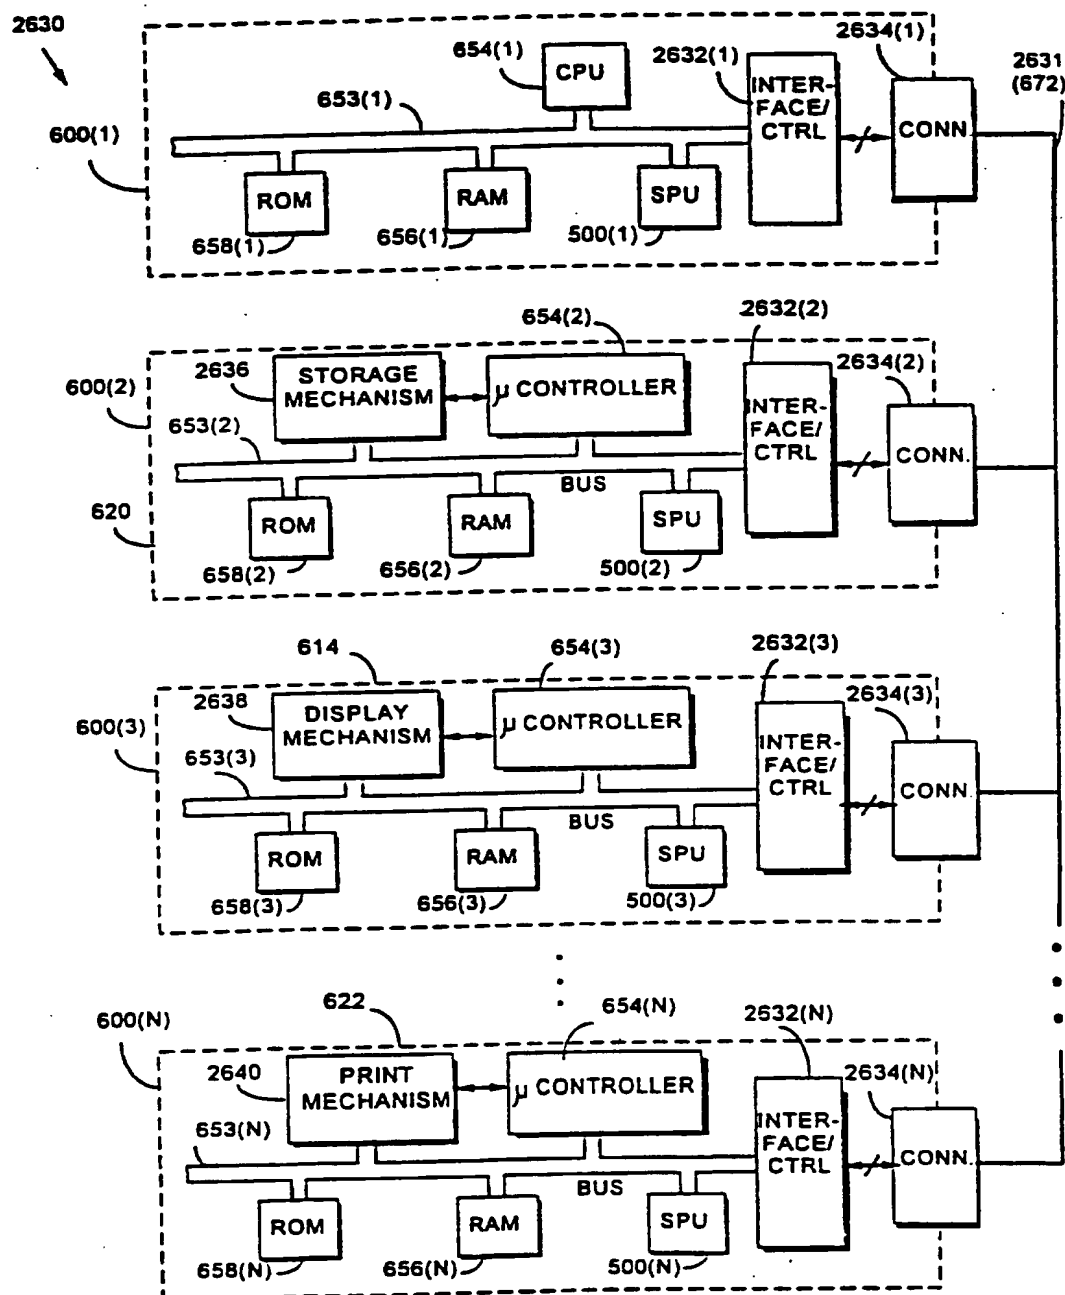 2630
2634(1)
654(1)
2632(1)
2631
(672)
CPU
INTER-
FACE/
CTRL
CONN.
653(1)
600(1)
ROM
RAM
SPU
658(1)
656(1)
500(1)
654(2)
2632(2)
2634(2)
600(2)
2636
STORAGE
MECHANISM
μ CONTROLLER
INTER-
FACE/
CTRL
CONN.
653(2)
BUS
620
ROM
RAM
SPU
658(2)
656(2)
500(2)
614
654(3)
2632(3)
2634(3)
600(3)
2638
DISPLAY
MECHANISM
μ CONTROLLER
INTER-
FACE/
CTRL
CONN.
653(3)
BUS
ROM
RAM
SPU
658(3)
656(3)
500(3)
622
654(N)
2632(N)
600(N)
2634(N)
2640
PRINT
MECHANISM
μ CONTROLLER
INTER-
FACE/
CTRL
CONN.
653(N)
BUS
ROM
RAM
SPU
658(N)
656(N)
500(N)